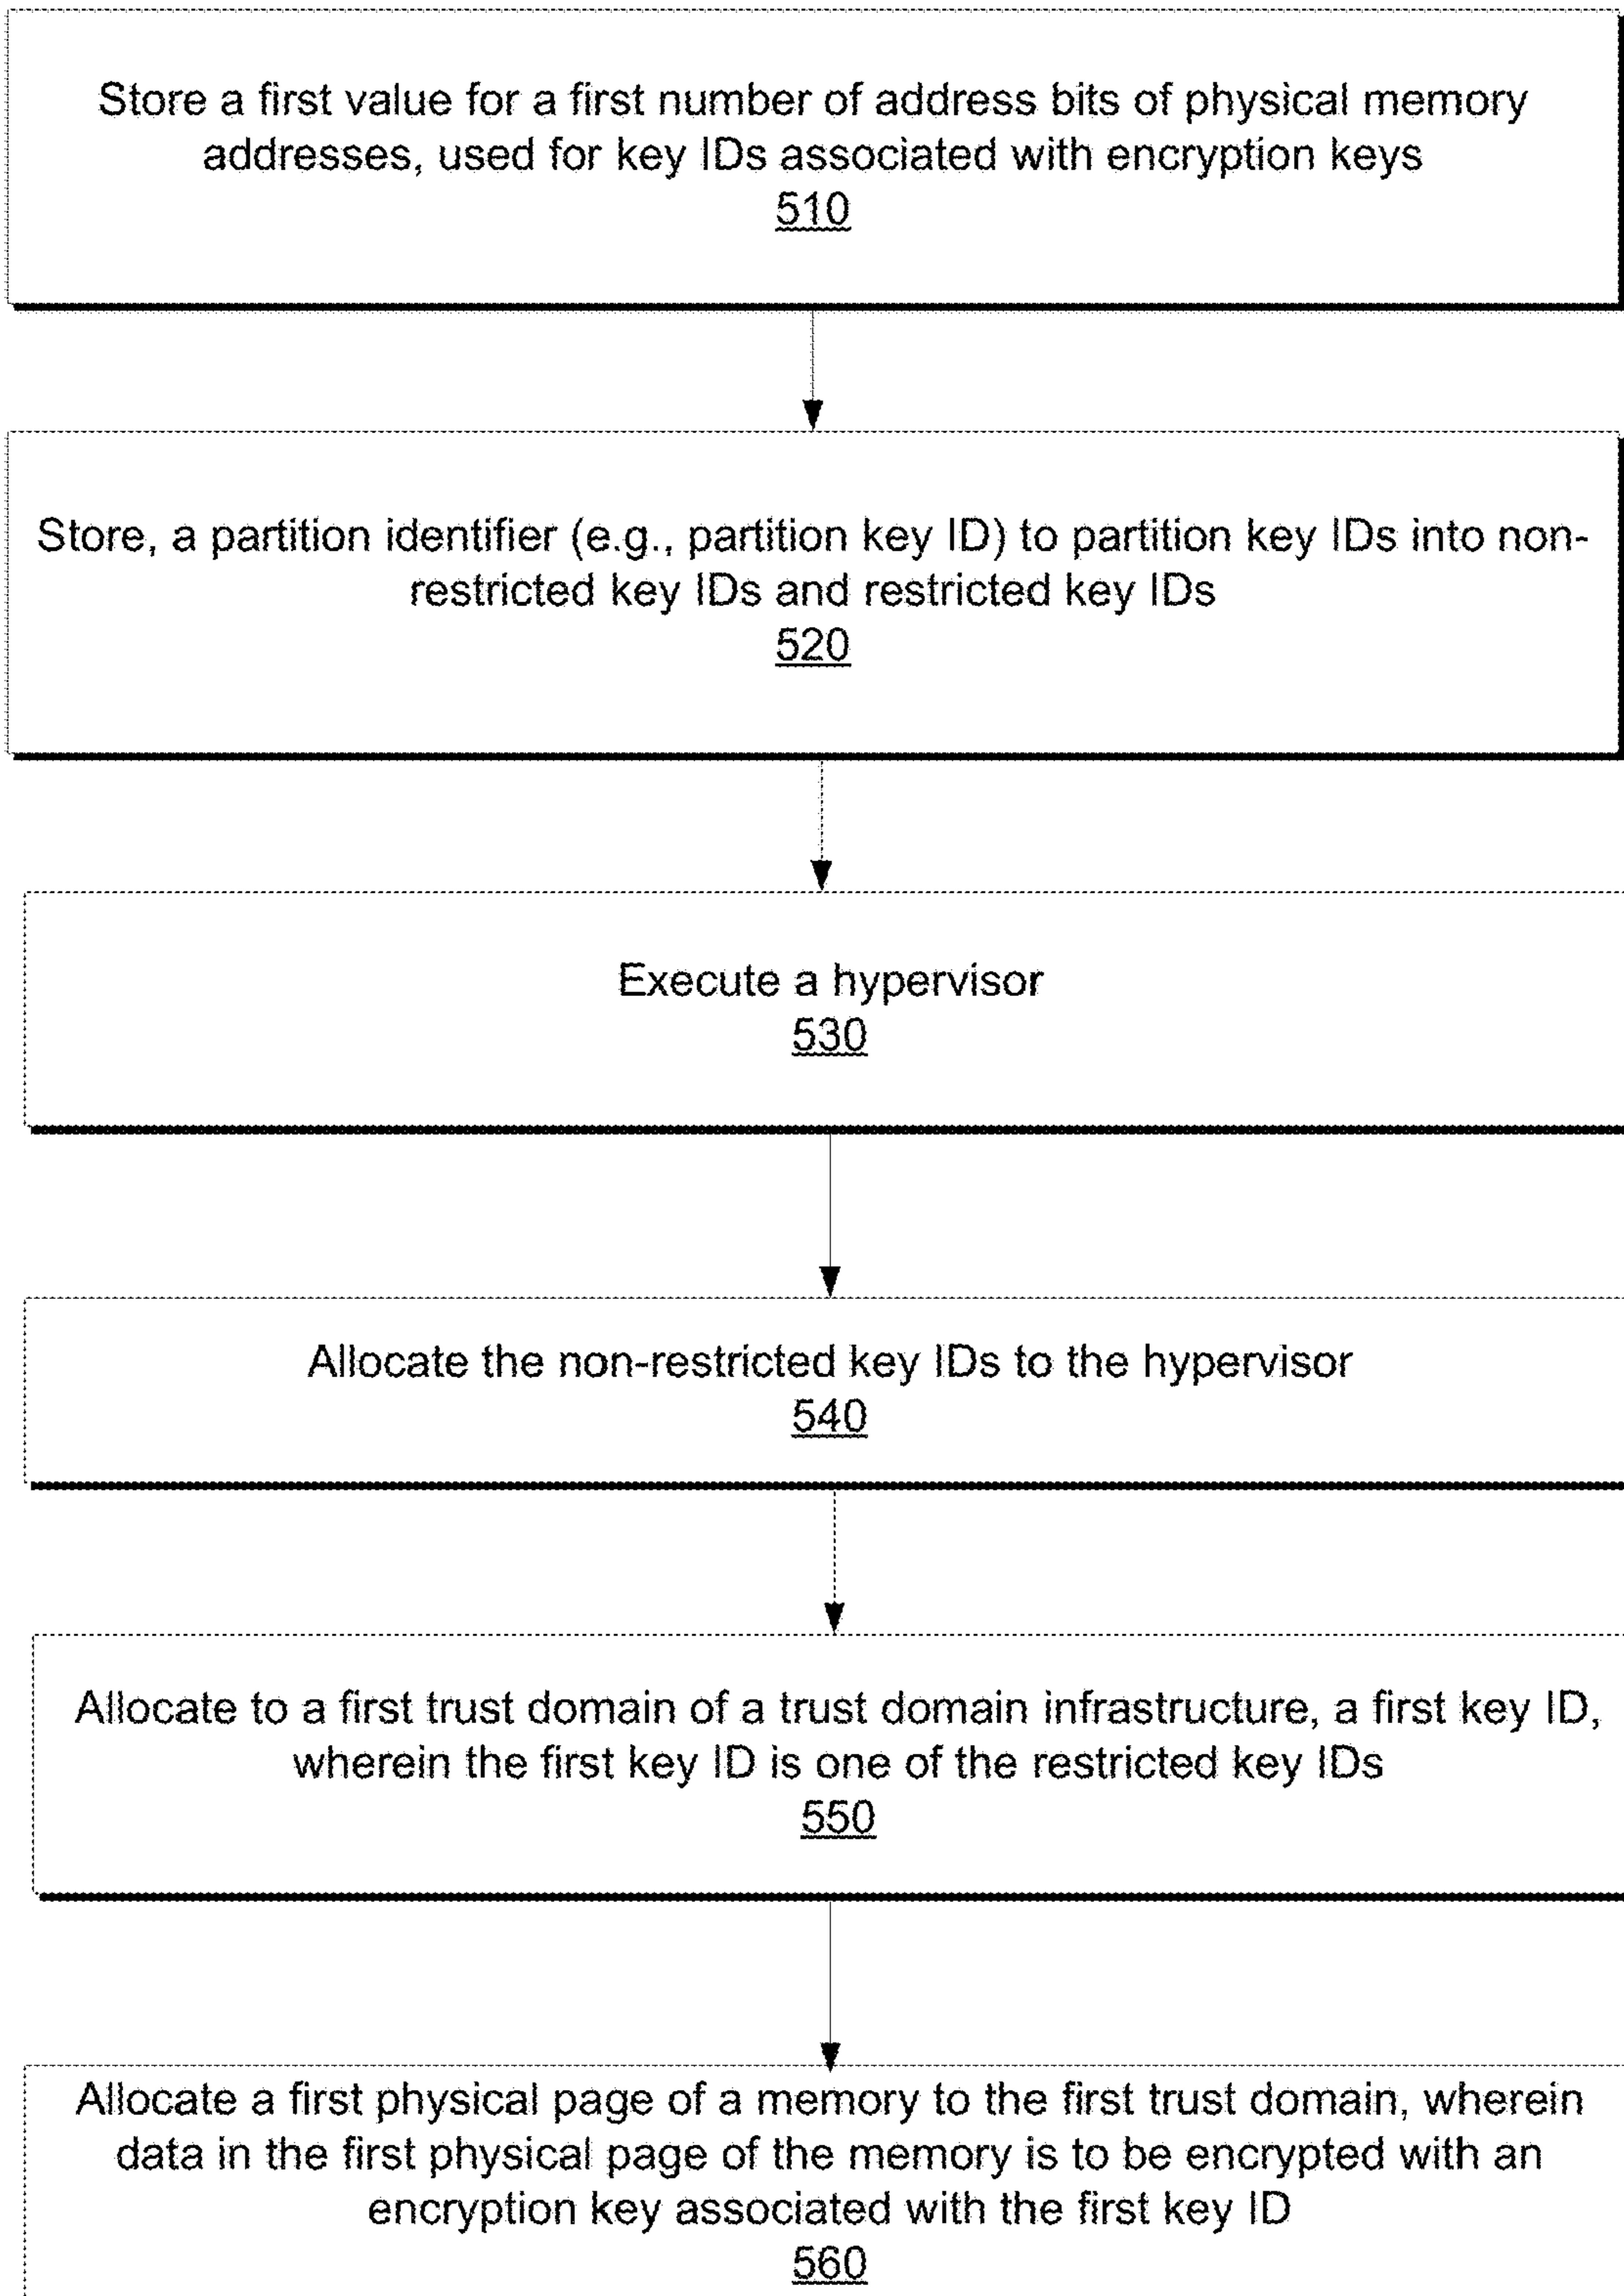 Store a first value for a first number of address bits of physical memory
addresses, used for key IDs associated with encryption keys
510
Store, a partition identifier (e.g., partition key ID) to partition key IDs into non-
restricted key IDs and restricted key IDs
520
Execute a hypervisor
530
Allocate the non-restricted key IDs to the hypervisor
540
Allocate to a first trust domain of a trust domain infrastructure, a first key ID,
wherein the first key ID is one of the restricted key IDs
550
Allocate a first physical page of a memory to the first trust domain, wherein
data in the first physical page of the memory is to be encrypted with an
encryption key associated with the first key ID
560